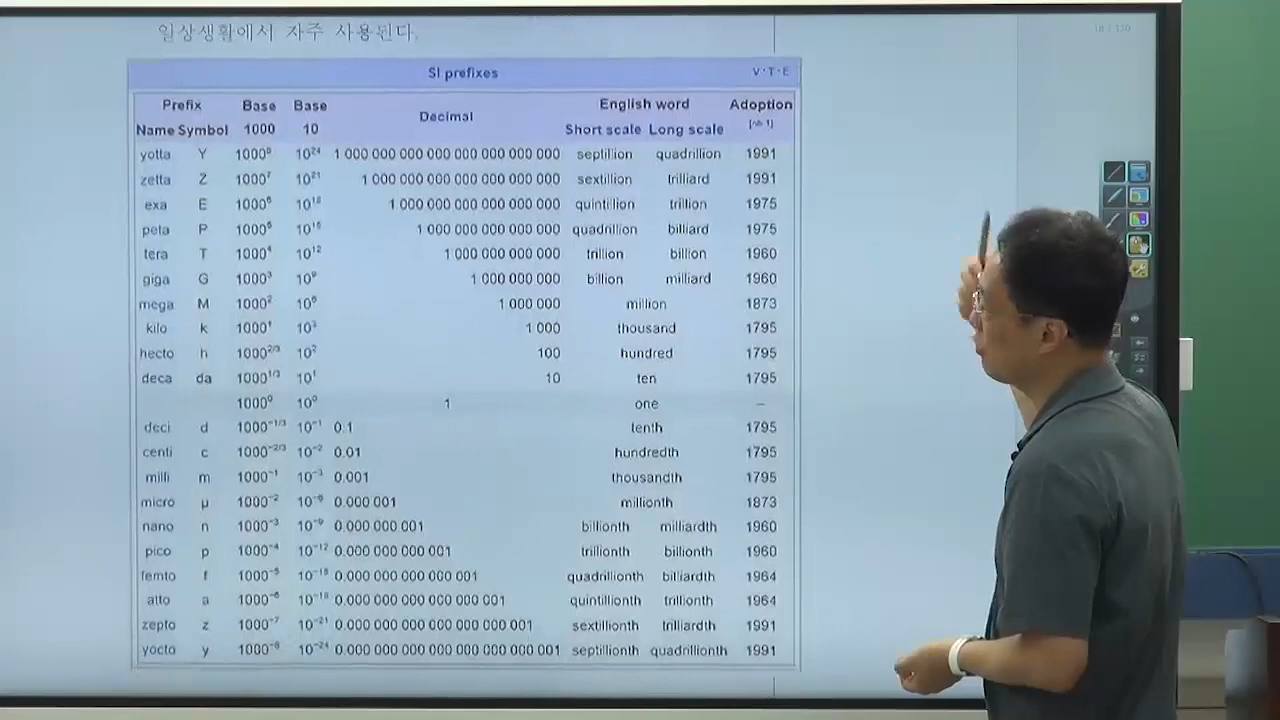 일상생활에서 자주 사용된다.
SI prefixes V·T·E
Prefix Base Base Decimal English word Adoption
Name Symbol 1000 10 Short scale Long scale [nb 1]
yotta Y 1000⁸ 10²⁴ 1 000 000 000 000 000 000 000 000 septillion quadrillion 1991
zetta Z 1000⁷ 10²¹ 1 000 000 000 000 000 000 000 sextillion trilliard 1991
exa E 1000⁶ 10¹⁸ 1 000 000 000 000 000 000 quintillion trillion 1975
peta P 1000⁵ 10¹⁵ 1 000 000 000 000 000 quadrillion billiard 1975
tera T 1000⁴ 10¹² 1 000 000 000 000 trillion billion 1960
giga G 1000³ 10⁹ 1 000 000 000 billion milliard 1960
mega M 1000² 10⁶ 1 000 000 million 1873
kilo k 1000¹ 10³ 1 000 thousand 1795
hecto h 1000²ᐟ³ 10² 100 hundred 1795
deca da 1000¹ᐟ³ 10¹ 10 ten 1795
1000⁰ 10⁰ 1 one –
deci d 1000⁻¹ᐟ³ 10⁻¹ 0.1 tenth 1795
centi c 1000⁻²ᐟ³ 10⁻² 0.01 hundredth 1795
milli m 1000⁻¹ 10⁻³ 0.001 thousandth 1795
micro μ 1000⁻² 10⁻⁶ 0.000 001 millionth 1873
nano n 1000⁻³ 10⁻⁹ 0.000 000 001 billionth milliardth 1960
pico p 1000⁻⁴ 10⁻¹² 0.000 000 000 001 trillionth billionth 1960
femto f 1000⁻⁵ 10⁻¹⁵ 0.000 000 000 000 001 quadrillionth billiardth 1964
atto a 1000⁻⁶ 10⁻¹⁸ 0.000 000 000 000 000 001 quintillionth trillionth 1964
zepto z 1000⁻⁷ 10⁻²¹ 0.000 000 000 000 000 000 001 sextillionth trilliardth 1991
yocto y 1000⁻⁸ 10⁻²⁴ 0.000 000 000 000 000 000 000 001 septillionth quadrillionth 1991